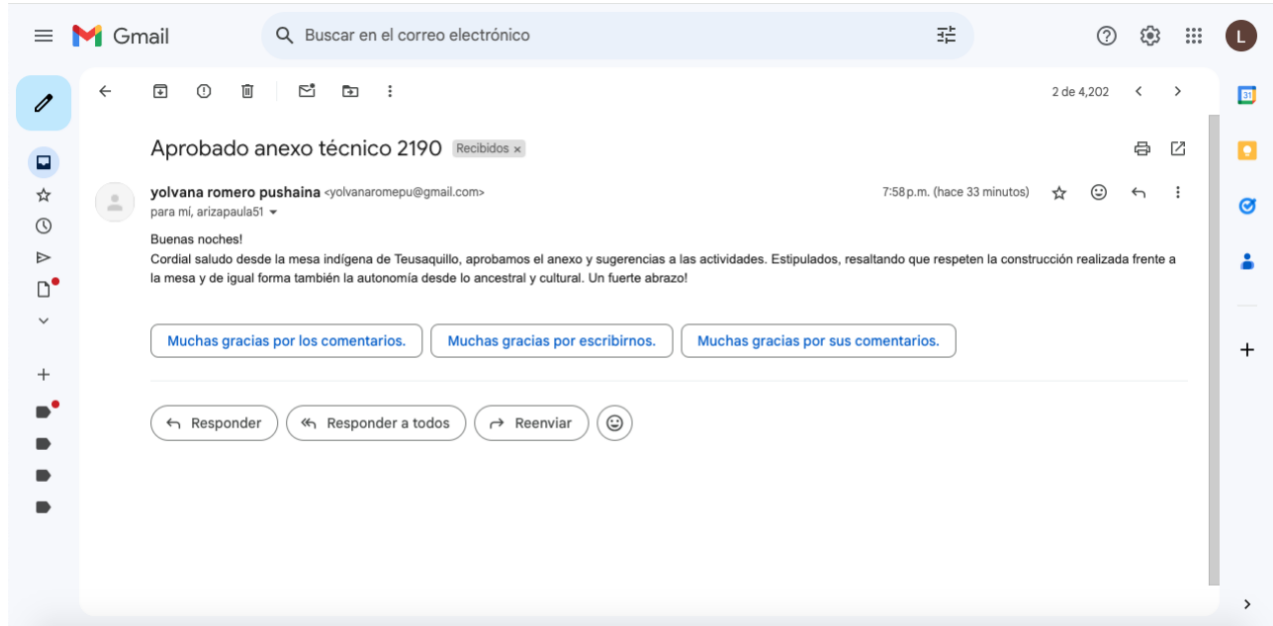 Gmail
Buscar en el correo electrónico
L
2 de 4,202
31
Aprobado anexo técnico 2190 Recibidos x
yolvana romero pushaina <yolvanaromepu@gmail.com>
7:58 p.m. (hace 33 minutos)
para mí, arizapaula51
Buenas noches!
Cordial saludo desde la mesa indígena de Teusaquillo, aprobamos el anexo y sugerencias a las actividades. Estipulados, resaltando que respeten la construcción realizada frente a
la mesa y de igual forma también la autonomía desde lo ancestral y cultural. Un fuerte abrazo!
Muchas gracias por los comentarios.
Muchas gracias por escribirnos.
Muchas gracias por sus comentarios.
Responder
Responder a todos
Reenviar